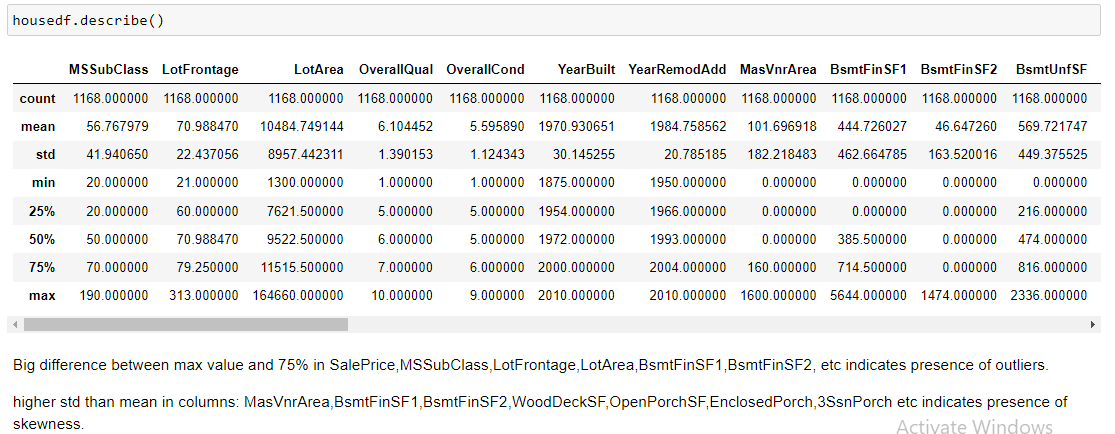 housedf.describe()
MSSubClass LotFrontage LotArea OverallQual OverallCond YearBuilt YearRemodAdd MasVnrArea BsmtFinSF1 BsmtFinSF2 BsmtUnfSF
count 1168.000000 1168.000000 1168.000000 1168.000000 1168.000000 1168.000000 1168.000000 1168.000000 1168.000000 1168.000000 1168.000000
mean 56.767979 70.988470 10484.749144 6.104452 5.595890 1970.930651 1984.758562 101.696918 444.726027 46.647260 569.721747
std 41.940650 22.437056 8957.442311 1.390153 1.124343 30.145255 20.785185 182.218483 462.664785 163.520016 449.375525
min 20.000000 21.000000 1300.000000 1.000000 1.000000 1875.000000 1950.000000 0.000000 0.000000 0.000000 0.000000
25% 20.000000 60.000000 7621.500000 5.000000 5.000000 1954.000000 1966.000000 0.000000 0.000000 0.000000 216.000000
50% 50.000000 70.988470 9522.500000 6.000000 5.000000 1972.000000 1993.000000 0.000000 385.500000 0.000000 474.000000
75% 70.000000 79.250000 11515.500000 7.000000 6.000000 2000.000000 2004.000000 160.000000 714.500000 0.000000 816.000000
max 190.000000 313.000000 164660.000000 10.000000 9.000000 2010.000000 2010.000000 1600.000000 5644.000000 1474.000000 2336.000000
Big difference between max value and 75% in SalePrice,MSSubClass,LotFrontage,LotArea,BsmtFinSF1,BsmtFinSF2, etc indicates presence of outliers.
higher std than mean in columns: MasVnrArea,BsmtFinSF1,BsmtFinSF2,WoodDeckSF,OpenPorchSF,EnclosedPorch,3SsnPorch etc indicates presence of
skewness.
Activate Windows